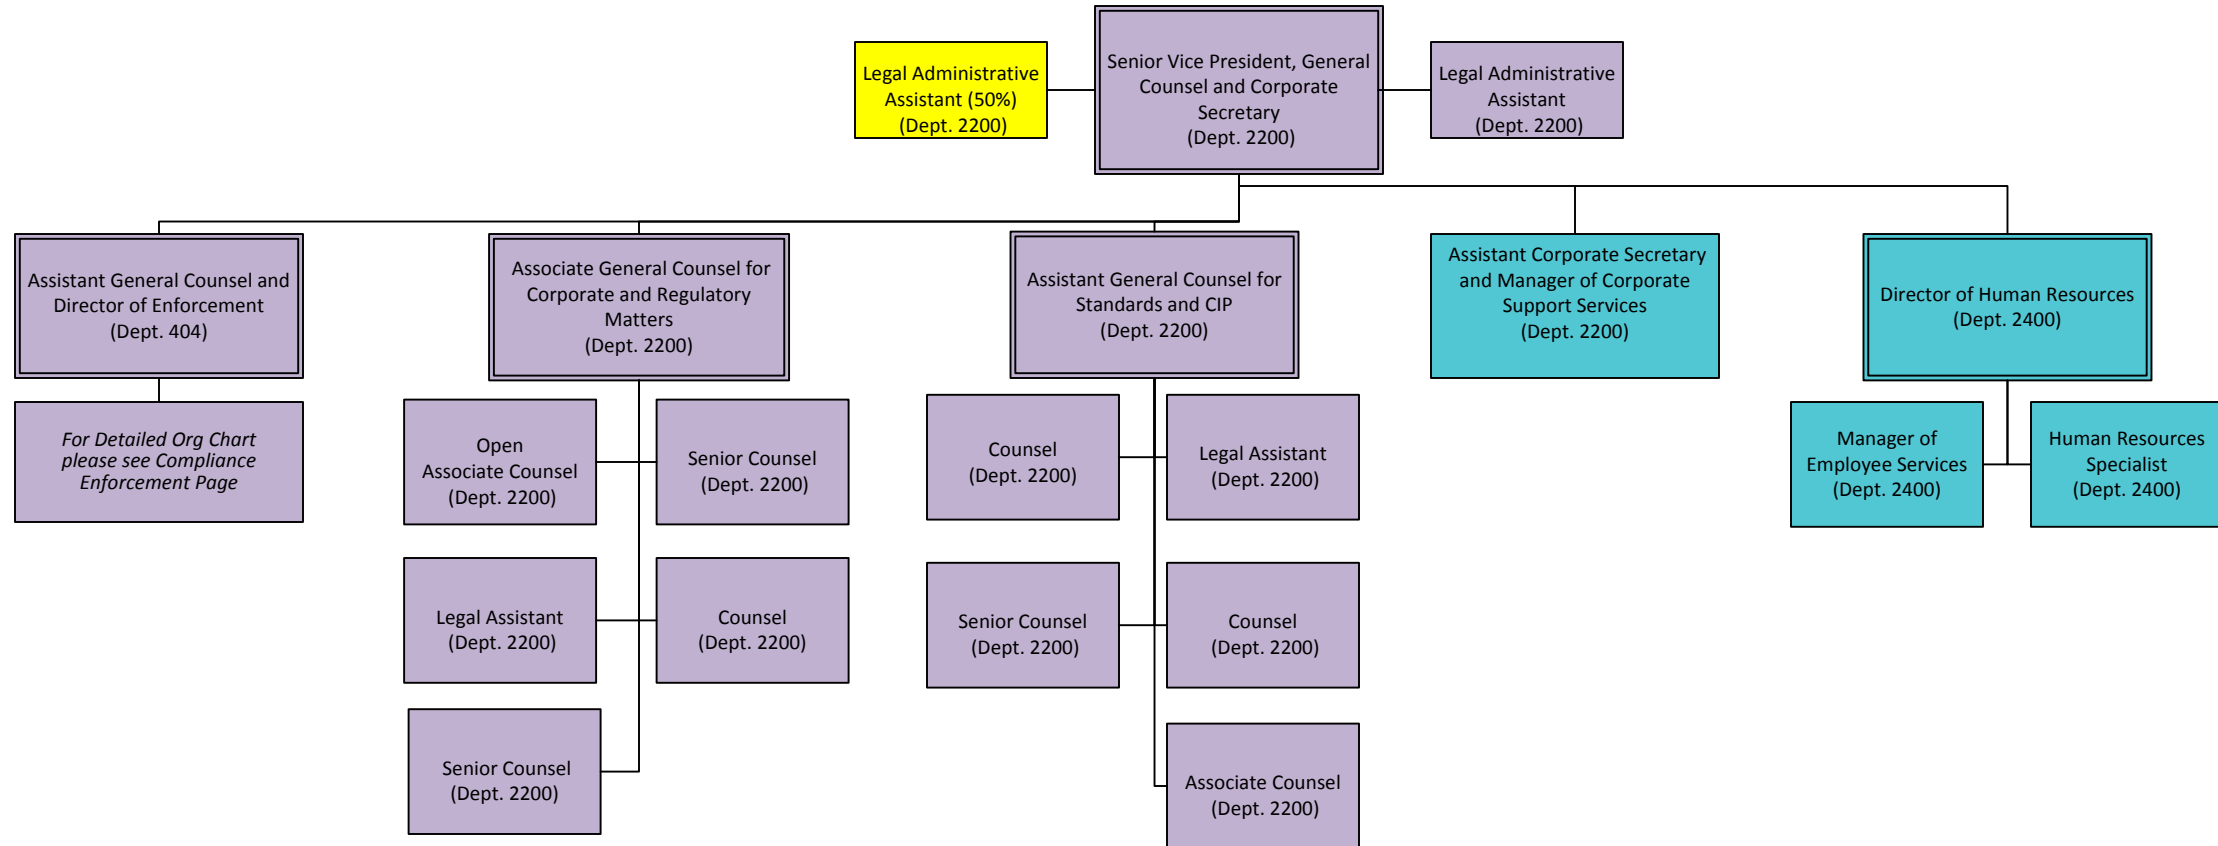 Legal Administrative
Assistant (50%)
(Dept. 2200)
Senior Vice President, General
Counsel and Corporate
Secretary
(Dept. 2200)
Legal Administrative
Assistant
(Dept. 2200)
Assistant General Counsel and
Director of Enforcement
(Dept. 404)
Associate General Counsel for
Corporate and Regulatory
Matters
(Dept. 2200)
Assistant General Counsel for
Standards and CIP
(Dept. 2200)
Assistant Corporate Secretary
and Manager of Corporate
Support Services
(Dept. 2200)
Director of Human Resources
(Dept. 2400)
For Detailed Org Chart
please see Compliance
Enforcement Page
Open
Associate Counsel
(Dept. 2200)
Senior Counsel
(Dept. 2200)
Counsel
(Dept. 2200)
Legal Assistant
(Dept. 2200)
Manager of
Employee Services
(Dept. 2400)
Human Resources
Specialist
(Dept. 2400)
Legal Assistant
(Dept. 2200)
Counsel
(Dept. 2200)
Senior Counsel
(Dept. 2200)
Counsel
(Dept. 2200)
Senior Counsel
(Dept. 2200)
Associate Counsel
(Dept. 2200)